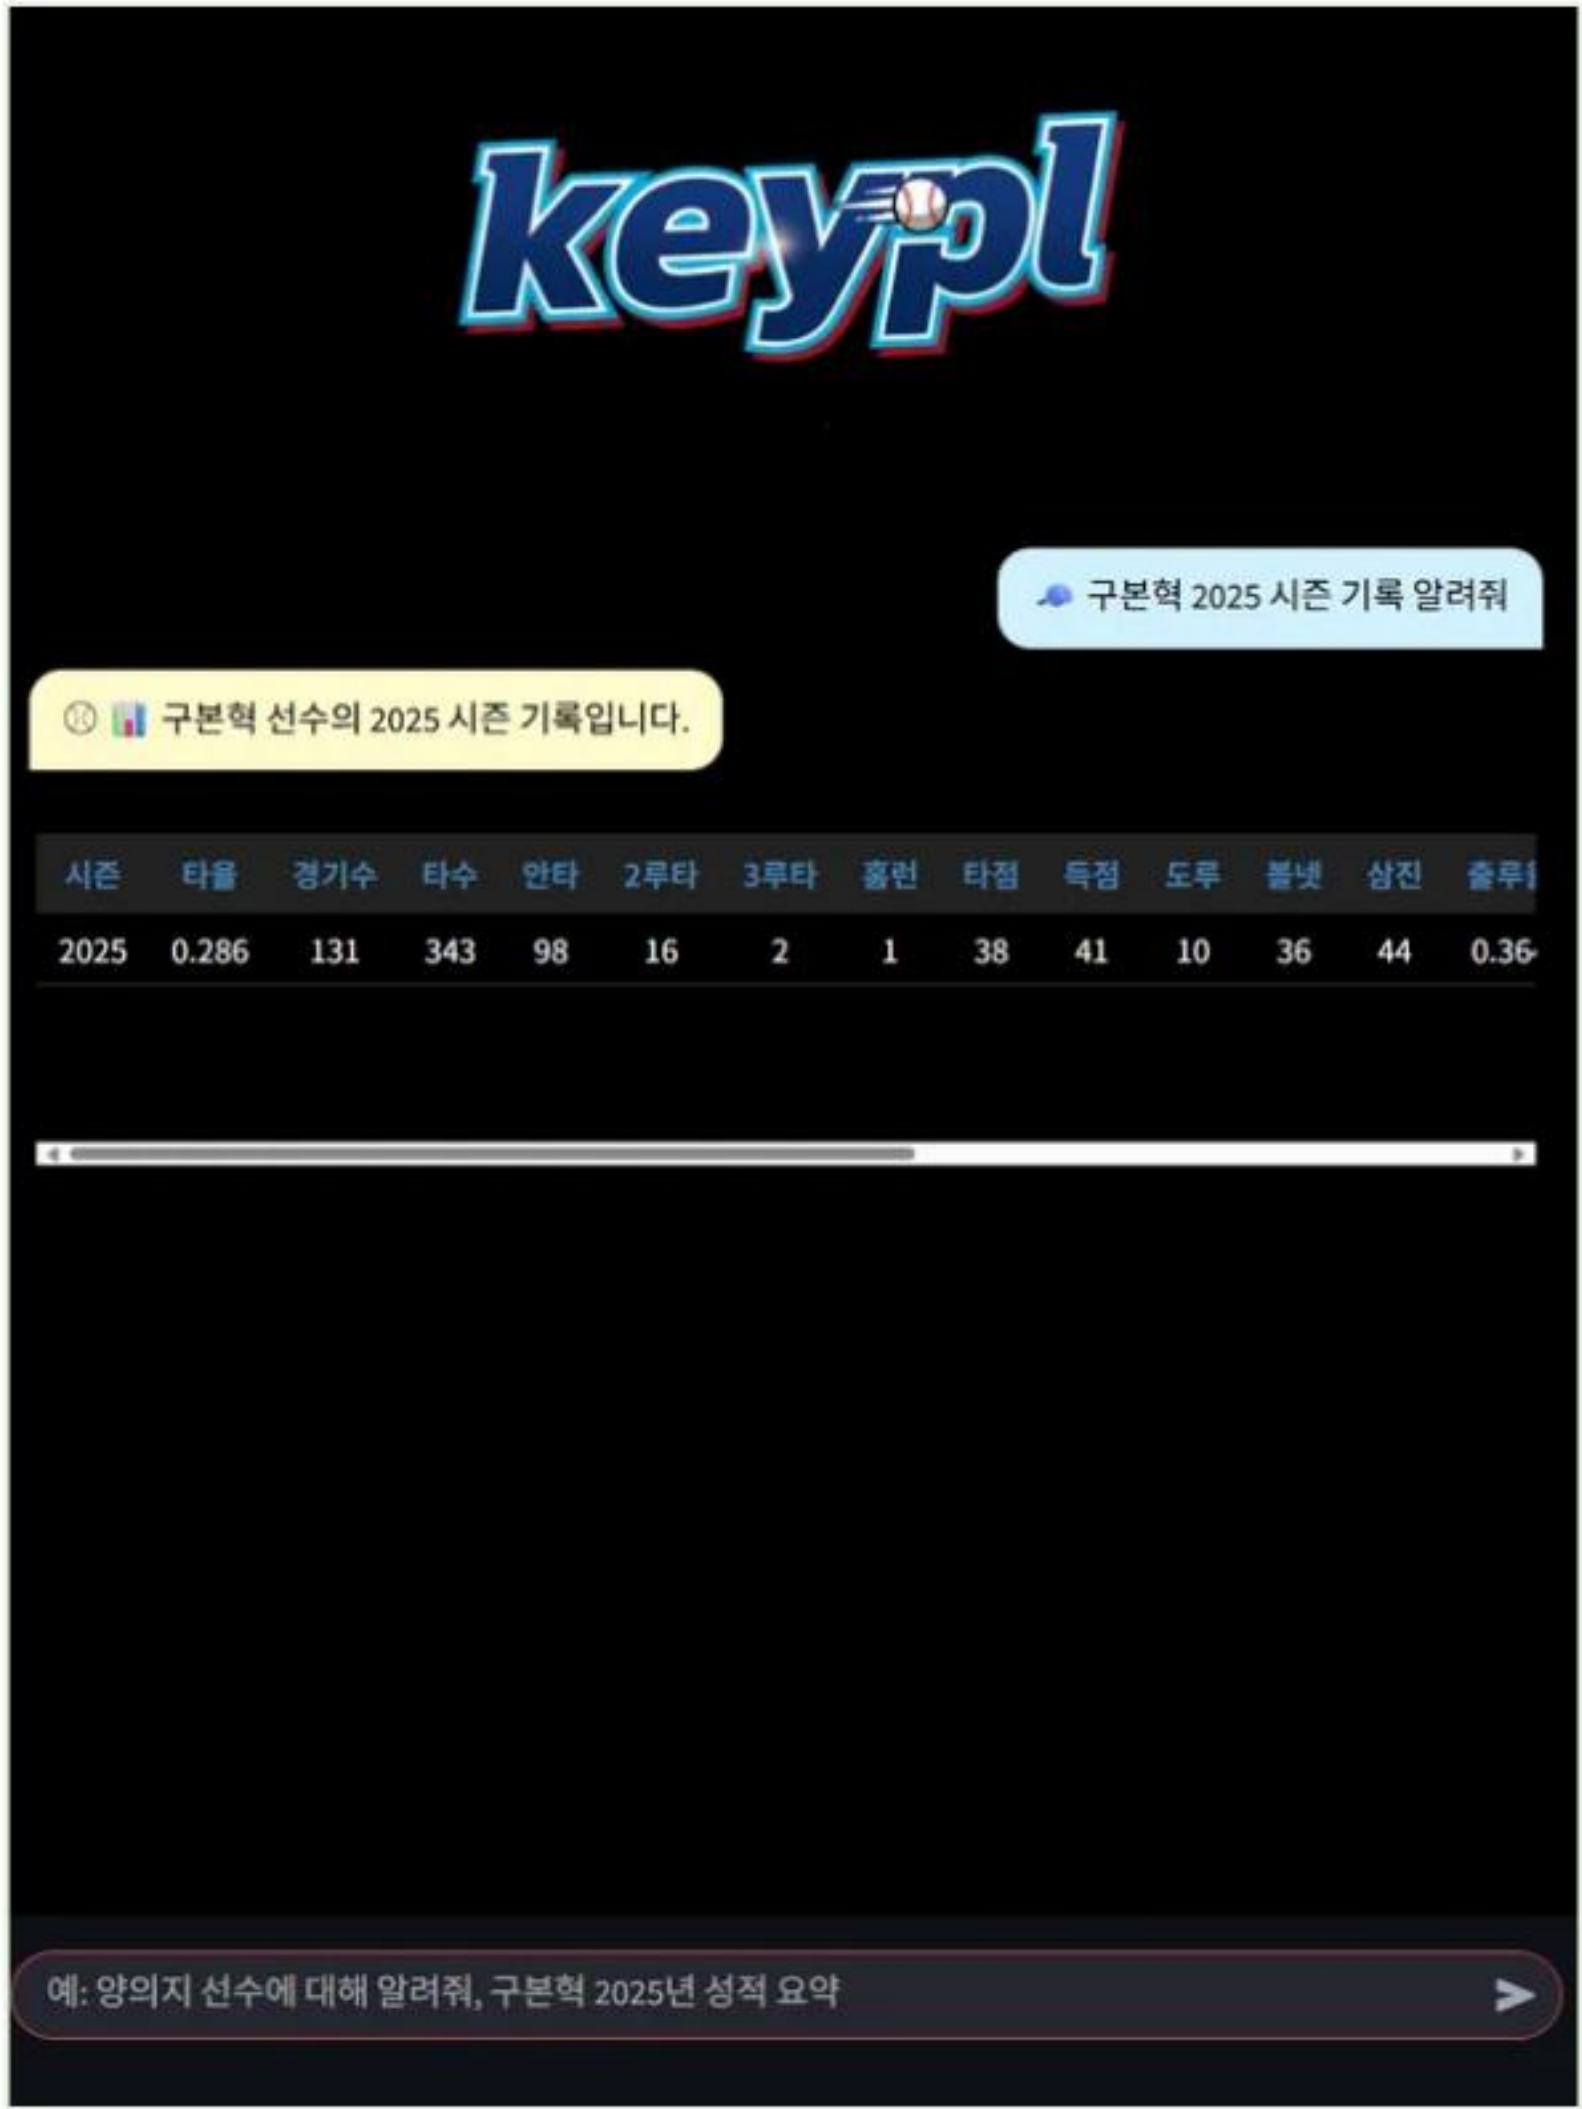 keypl
구본혁 2025 시즌 기록 알려줘
구본혁 선수의 2025 시즌 기록입니다.
시즌 타율 경기수 타수 안타 2루타 3루타 홈런 타점 득점 도루 볼넷 삼진
2025 0.286 131 343 98 16 2 1 38 41 10 36 44
예: 양의지 선수에 대해 알려줘, 구본혁 2025년 성적 요약